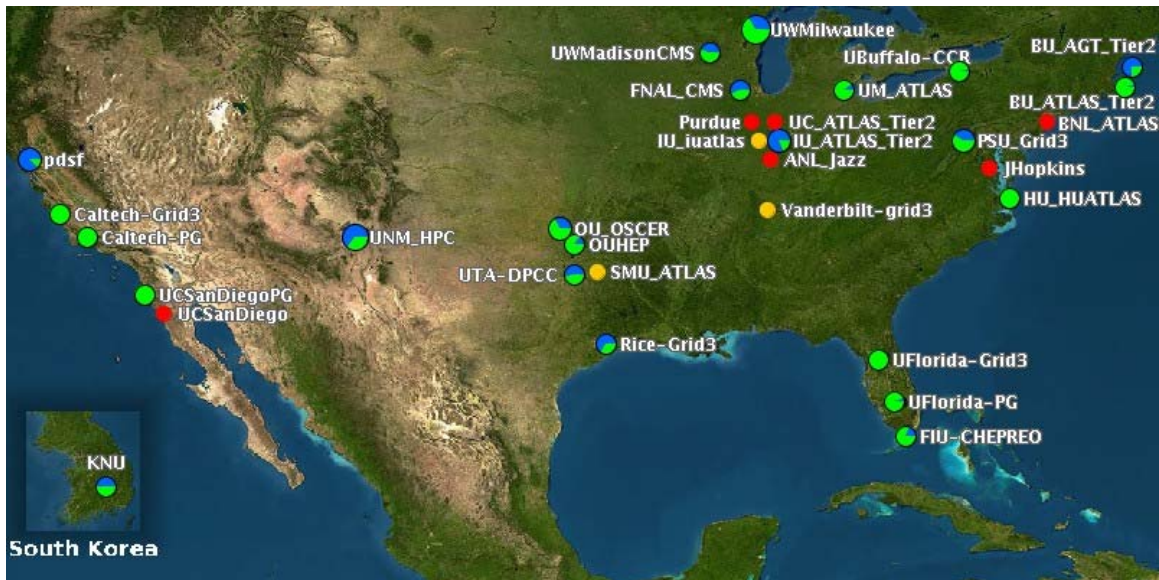 UWMilwaukee
UWMadisonCMS
UBuffalo-CCR
BU_AGT_Tier2
FNAL_CMS
UM_ATLAS
BU_ATLAS_Tier2
Purdue
UC_ATLAS_Tier2
BNL_ATLAS
IU_iuatlas
IU_ATLAS_Tier2
PSU_Grid3
pdsf
ANL_Jazz
JHopkins
HU_HUATLAS
Caltech-Grid3
Vanderbilt-grid3
Caltech-PG
UNM_HPC
OU_OSCER
OUHEP
UTA-DPCC
SMU_ATLAS
UCSanDiegoPG
UCSanDiego
Rice-Grid3
UFlorida-Grid3
UFlorida-PG
FIU-CHEPREO
KNU
South Korea